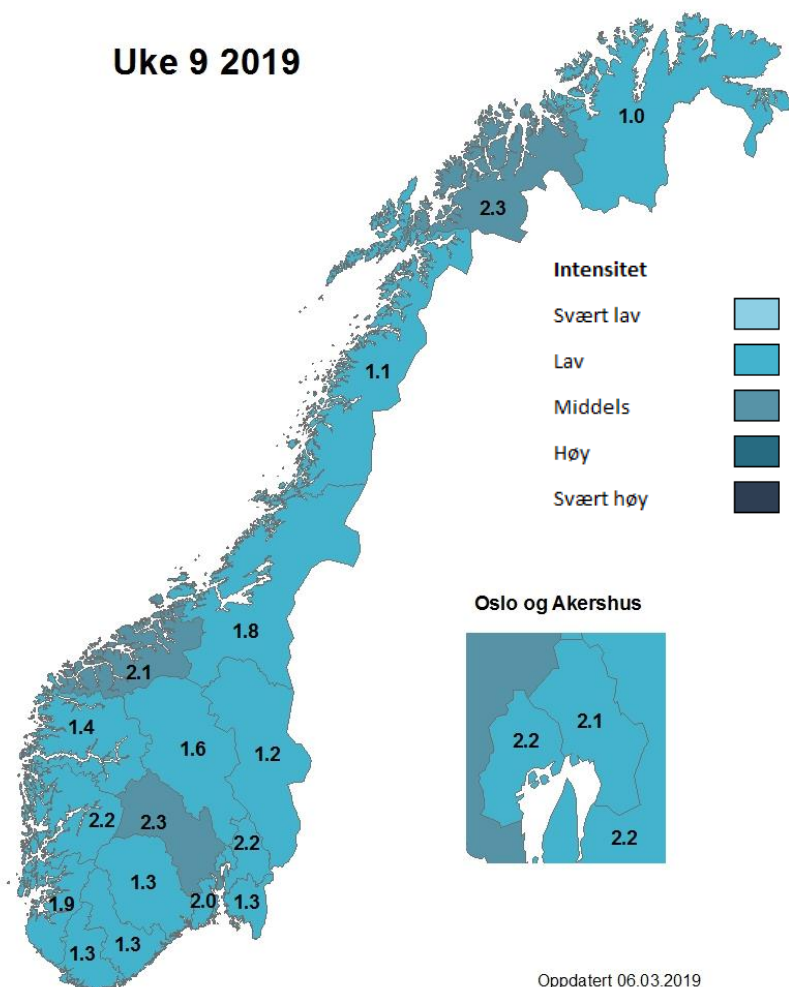 Uke 9 2019
1.0
2.3
Intensitet
Svært lav
Lav
1.1
Middels
Høy
Svært høy
Oslo og Akershus
1.8
2.1
1.4
1.6
1.2
2.2
2.1
2.2
2.3
2.2
2.2
1.3
1.9
2.0
1.3
1.3
1.3
Oppdatert 06.03.2019